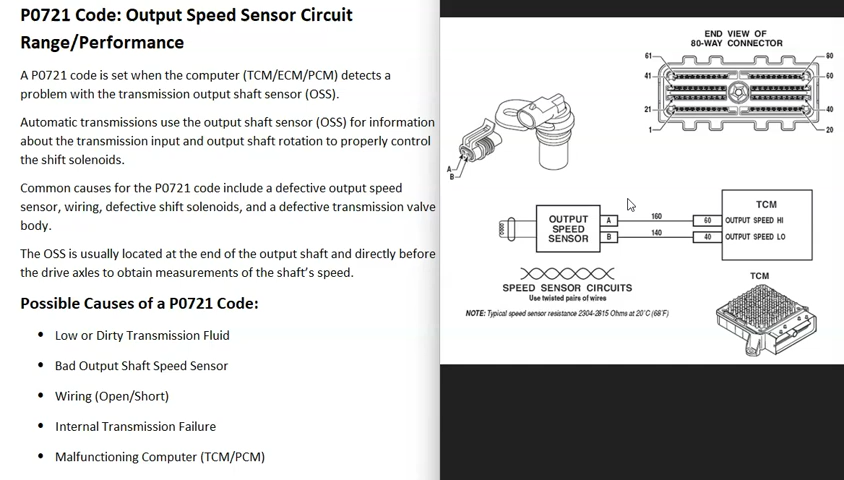 P0721 Code: Output Speed Sensor Circuit
Range/Performance
A P0721 code is set when the computer (TCM/ECM/PCM) detects a
problem with the transmission output shaft sensor (OSS).
Automatic transmissions use the output shaft sensor (OSS) for information
about the transmission input and output shaft rotation to properly control
the shift solenoids.
Common causes for the P0721 code include a defective output speed
sensor, wiring, defective shift solenoids, and a defective transmission valve
body.
The OSS is usually located at the end of the output shaft and directly before
the drive axles to obtain measurements of the shaft's speed.
Possible Causes of a P0721 Code:
Low or Dirty Transmission Fluid
Bad Output Shaft Speed Sensor
Wiring (Open/Short)
Internal Transmission Failure
Malfunctioning Computer (TCM/PCM)
END VIEW OF
80-WAY CONNECTOR
61
80
41
60
21
40
1
20
A
B
OUTPUT
SPEED
SENSOR
A
160
60
OUTPUT SPEED HI
B
140
40
OUTPUT SPEED LO
TCM
SPEED SENSOR CIRCUITS
Use twisted pairs of wires
TCM
NOTE: Typical speed sensor resistance 2304-2815 Ohms at 20°C (68°F)